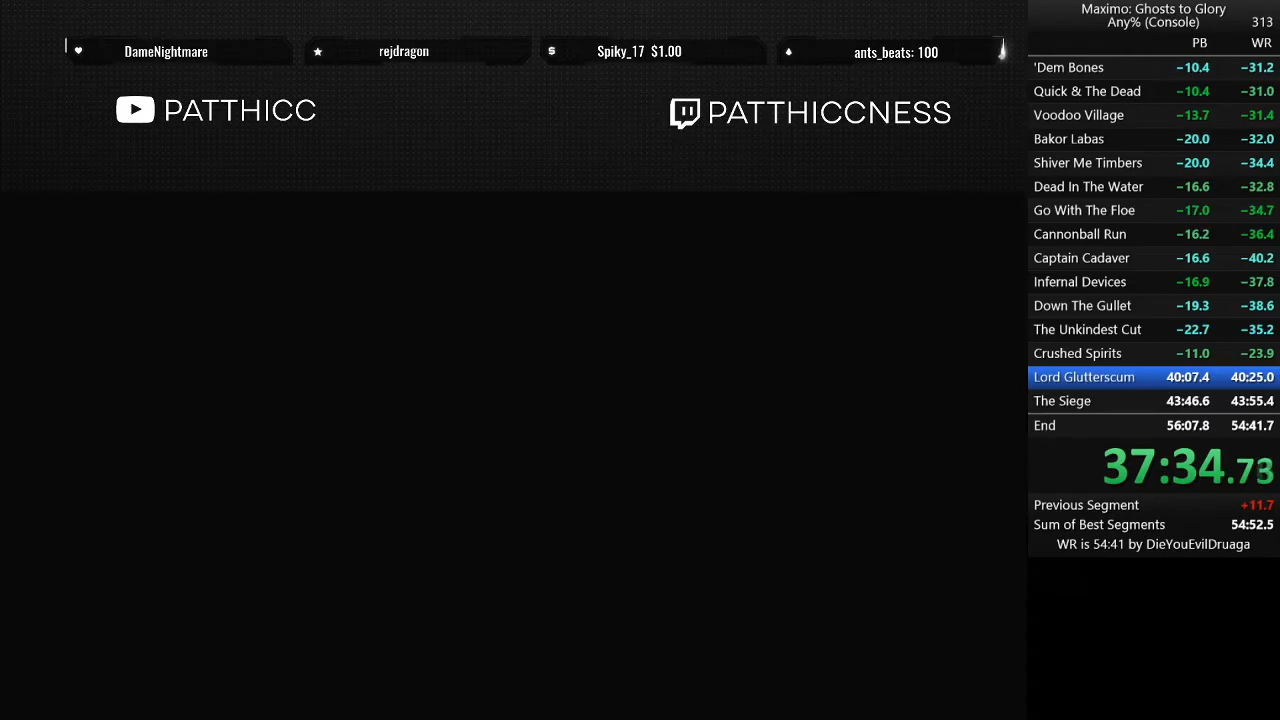 DameNightmare
rejdragon
Spiky_17 $1.00
ants_beats: 100
PATTHICC
PATTHICCNESS
Maximo: Ghosts to Glory
Any% (Console) 313
PB WR
'Dem Bones −10.4 −31.2
Quick & The Dead −10.4 −31.0
Voodoo Village −13.7 −31.4
Bakor Labas −20.0 −32.0
Shiver Me Timbers −20.0 −34.4
Dead In The Water −16.6 −32.8
Go With The Floe −17.0 −34.7
Cannonball Run −16.2 −36.4
Captain Cadaver −16.6 −40.2
Infernal Devices −16.9 −37.8
Down The Gullet −19.3 −38.6
The Unkindest Cut −22.7 −35.2
Crushed Spirits −11.0 −23.9
Lord Glutterscum 40:07.4 40:25.0
The Siege 43:46.6 43:55.4
End 56:07.8 54:41.7
37:34.73
Previous Segment +11.7
Sum of Best Segments 54:52.5
WR is 54:41 by DieYouEvilDruaga